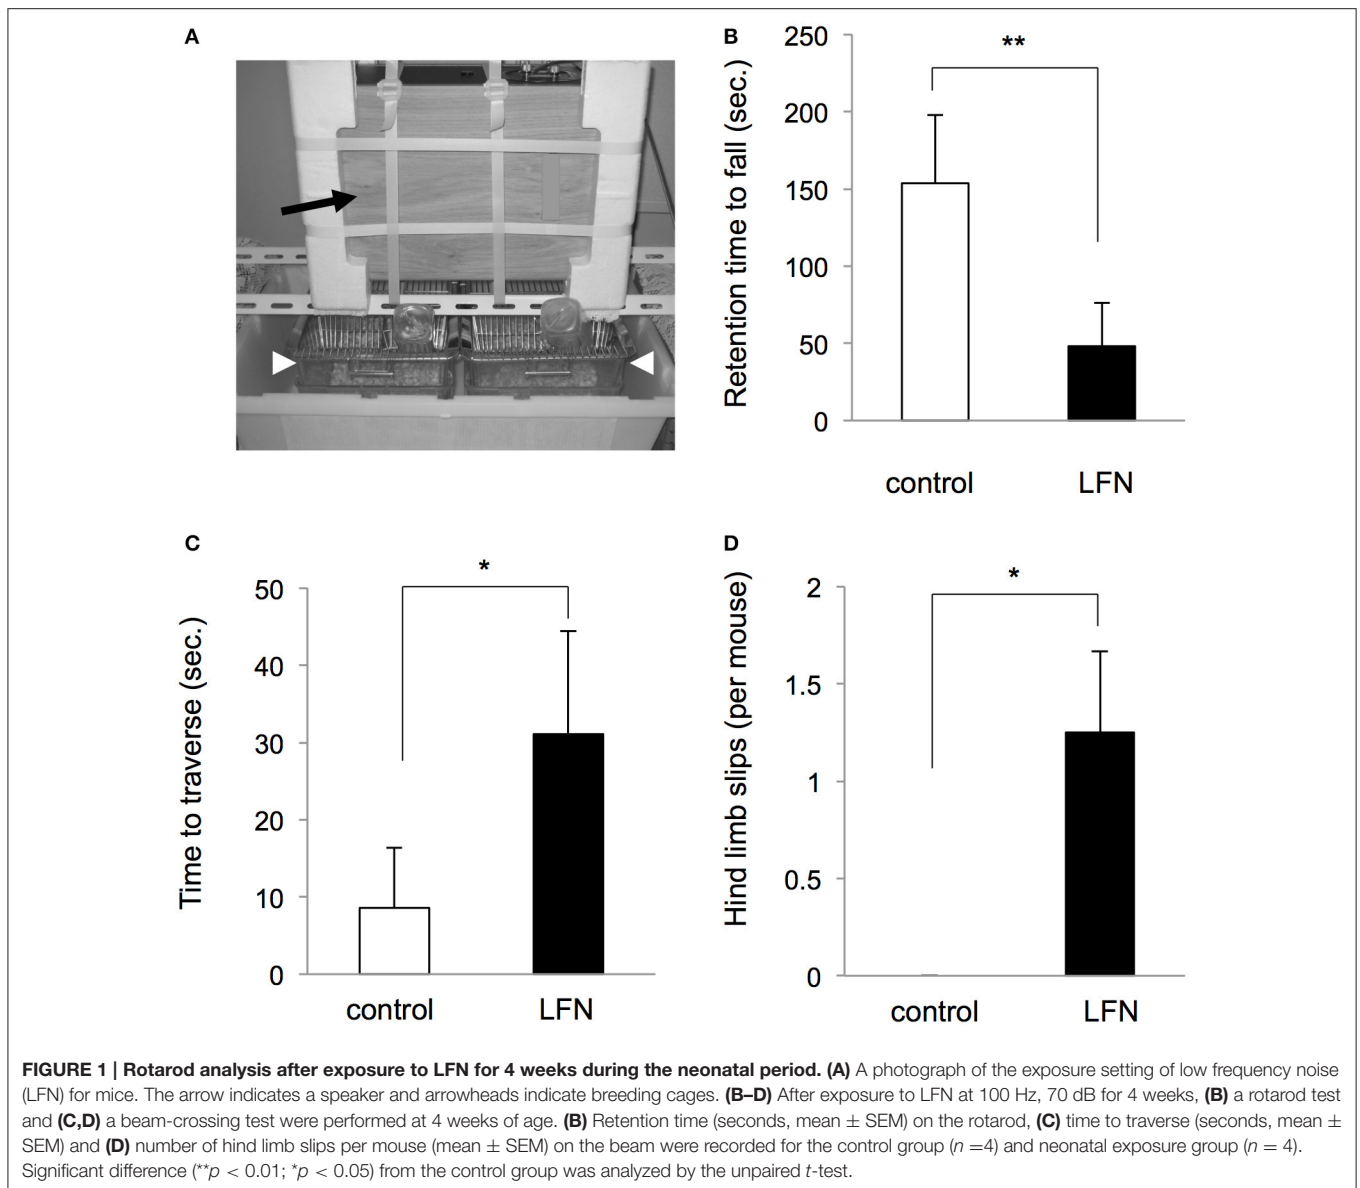 A
B
250
200
150
100
50
0
Retention time to fall (sec.)
**
control
LFN
C
50
40
30
20
10
0
Time to traverse (sec.)
*
control
LFN
D
2
1.5
1
0.5
0
Hind limb slips (per mouse)
*
control
LFN
FIGURE 1 | Rotarod analysis after exposure to LFN for 4 weeks during the neonatal period. (A) A photograph of the exposure setting of low frequency noise
(LFN) for mice. The arrow indicates a speaker and arrowheads indicate breeding cages. (B–D) After exposure to LFN at 100 Hz, 70 dB for 4 weeks, (B) a rotarod test
and (C,D) a beam-crossing test were performed at 4 weeks of age. (B) Retention time (seconds, mean ± SEM) on the rotarod, (C) time to traverse (seconds, mean ±
SEM) and (D) number of hind limb slips per mouse (mean ± SEM) on the beam were recorded for the control group (n =4) and neonatal exposure group (n = 4).
Significant difference (**p < 0.01; *p < 0.05) from the control group was analyzed by the unpaired t-test.